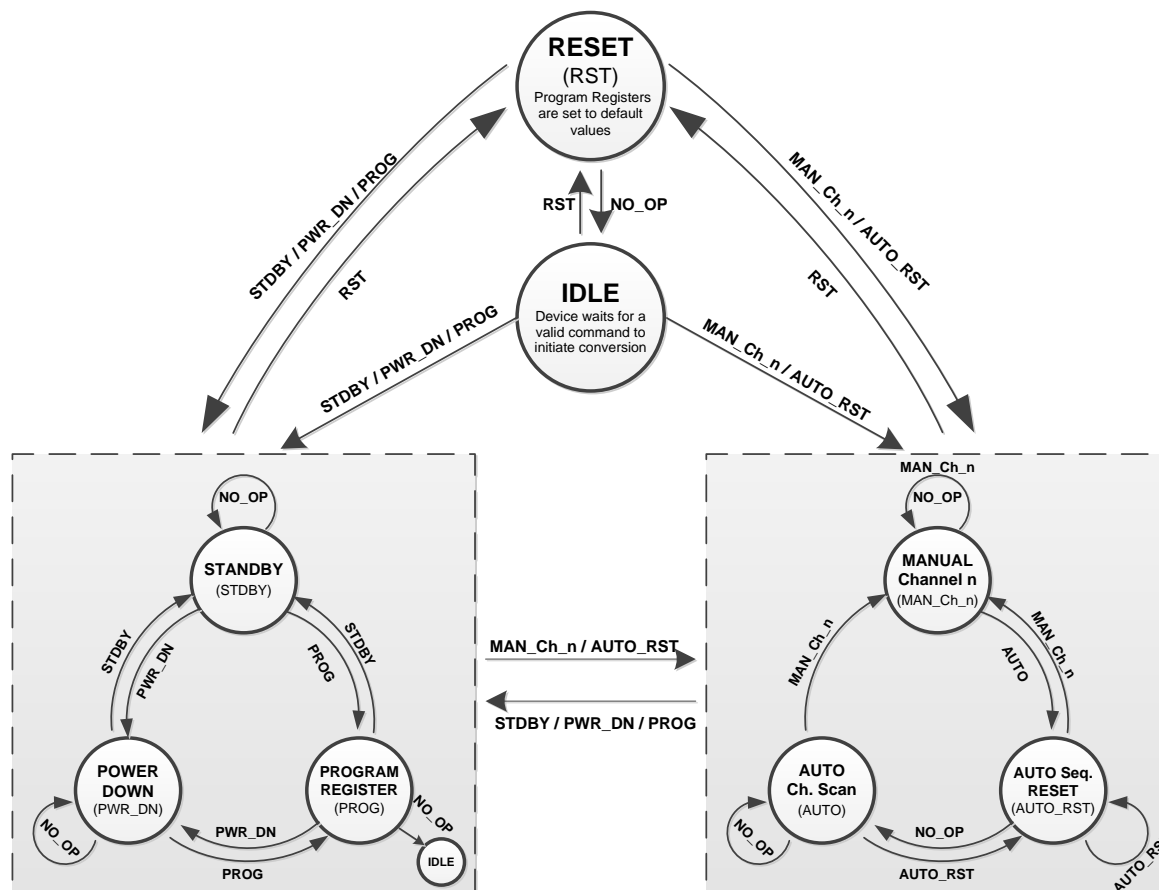 RESET
(RST)
Program Registers
are set to default
values
STDBY / PWR_DN / PROG
RST
RST
NO_OP
MAN_Ch_n / AUTO_RST
RST
IDLE
Device waits for a
valid command to
initiate conversion
STDBY / PWR_DN / PROG
MAN_Ch_n / AUTO_RST
NO_OP
STANDBY
(STDBY)
STDBY
PWR_DN
STDBY
PROG
POWER
DOWN
(PWR_DN)
NO_OP
PROGRAM
REGISTER
(PROG)
NO_OP
IDLE
PWR_DN
PROG
MAN_Ch_n / AUTO_RST
STDBY / PWR_DN / PROG
MAN_Ch_n
NO_OP
MANUAL
Channel n
(MAN_Ch_n)
MAN_Ch_n
MAN_Ch_n
AUTO
AUTO
Ch. Scan
(AUTO)
NO_OP
AUTO Seq.
RESET
(AUTO_RST)
NO_OP
AUTO_RST
AUTO_RS